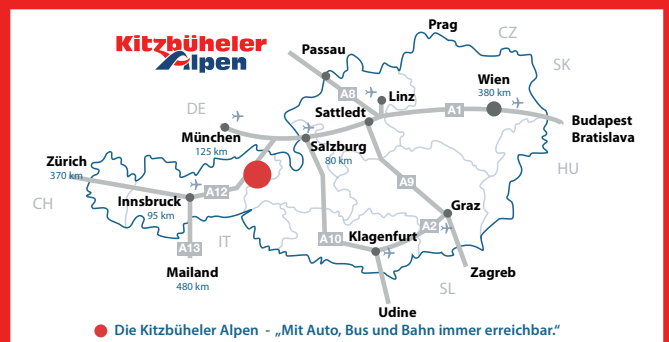 Kitzbüheler
Alpen
Prag
CZ
Passau
SK
Wien
380 km
A8
Linz
DE
Sattledt
A1
München
125 km
Budapest
Bratislava
Salzburg
80 km
Zürich
370 km
HU
A9
Innsbruck
95 km
A12
CH
Graz
A2
IT
A10
Klagenfurt
A13
Mailand
480 km
Zagreb
SL
Udine
Die Kitzbüheler Alpen - „Mit Auto, Bus und Bahn immer erreichbar.“